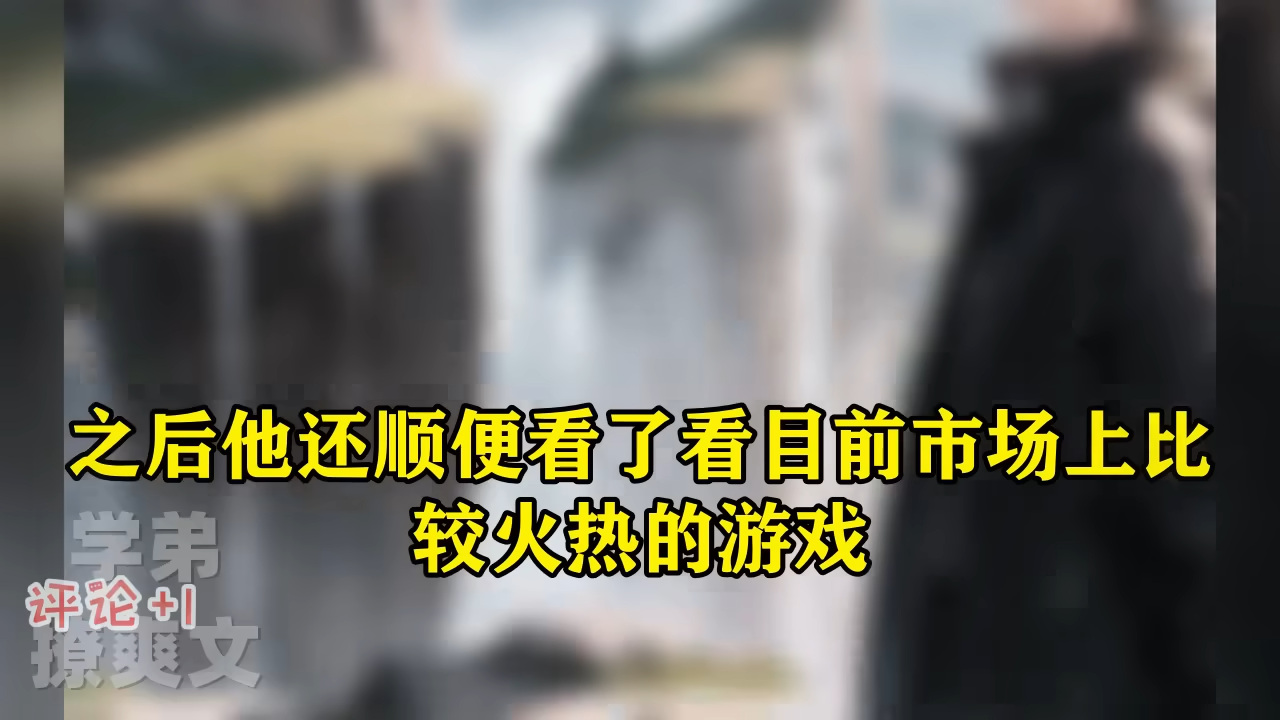 之后他还顺便看了看目前市场上比
较火热的游戏
学弟
评论+1
撩爽文